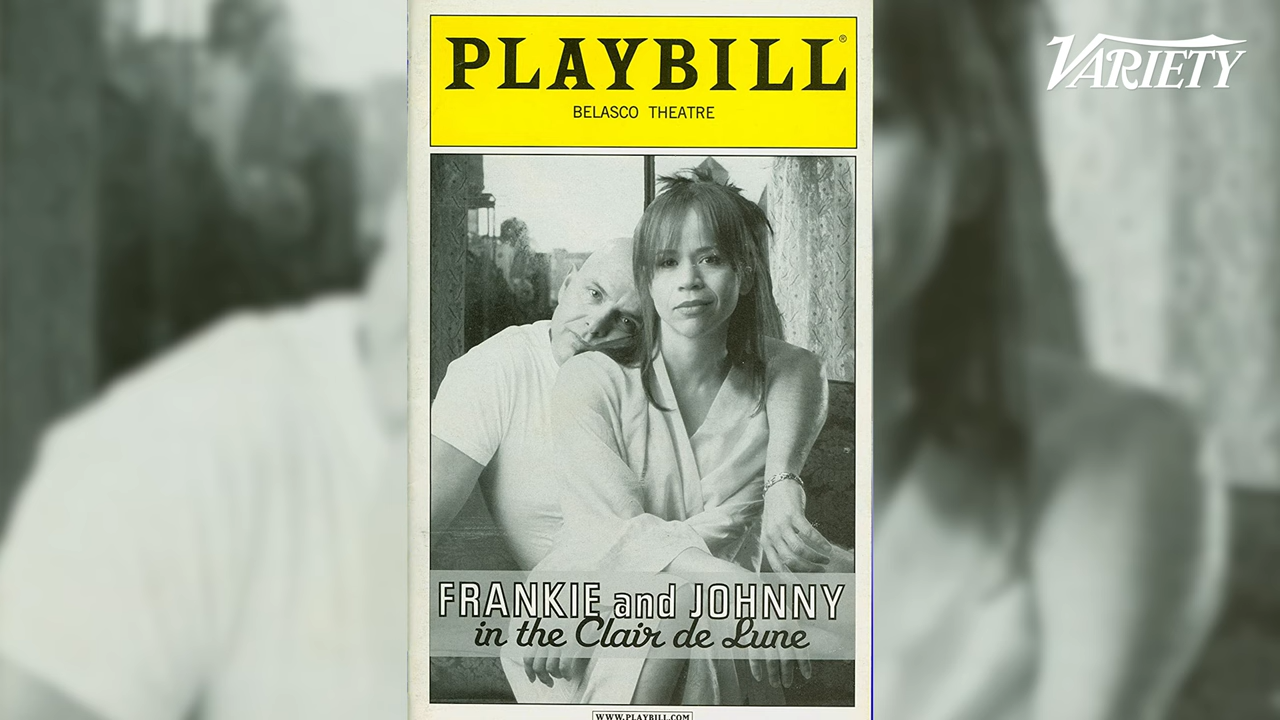 PLAYBILL®
BELASCO THEATRE
VARIETY
FRANKIE and JOHNNY
in the Clair de Lune
WWW.PLAYBILL.COM